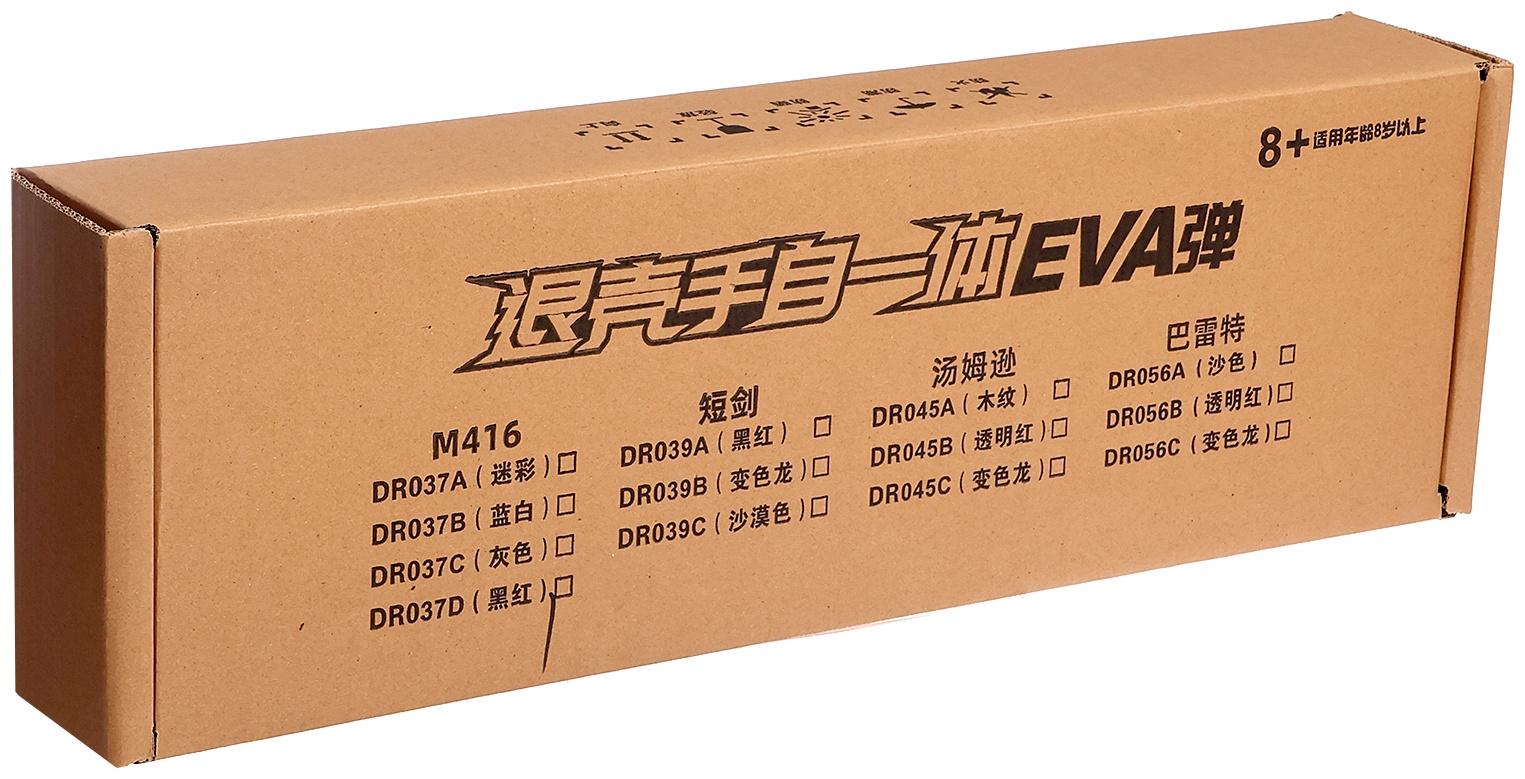 8+适用年龄8岁以上
退壳手自一体EVA弹
M416
DR037A（迷彩）□
DR037B（蓝白）□
DR037C（灰色）□
DR037D（黑红）□
短剑
DR039A（黑红）□
DR039B（变色龙）□
DR039C（沙漠色）□
汤姆逊
DR045A（木纹）□
DR045B（透明红）□
DR045C（变色龙）□
巴雷特
DR056A（沙色）□
DR056B（透明红）□
DR056C（变色龙）□